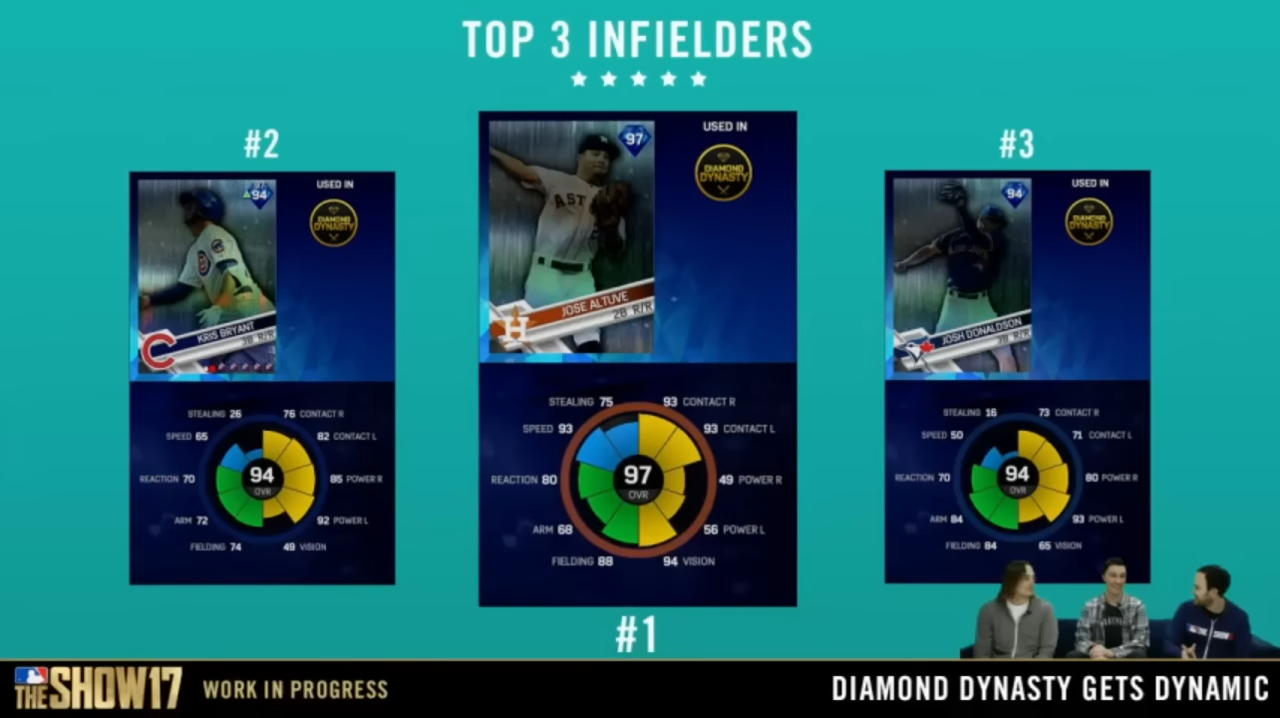 TOP 3 INFIELDERS
#2
94
USED IN
DIAMOND
DYNASTY
KRIS BRYANT
3B R/R
STEALING 26
76 CONTACT R
SPEED 65
82 CONTACT L
REACTION 70
85 POWER R
94
OVR
ARM 72
92 POWER L
FIELDING 74
49 VISION
97
USED IN
DIAMOND
DYNASTY
AST
JOSE ALTUVE
2B R/R
H
STEALING 75
93 CONTACT R
SPEED 93
93 CONTACT L
REACTION 80
49 POWER R
97
OVR
ARM 68
56 POWER L
FIELDING 88
94 VISION
#1
#3
94
USED IN
DIAMOND
DYNASTY
JOSH DONALDSON
3B R/R
STEALING 16
73 CONTACT R
SPEED 50
71 CONTACT L
REACTION 70
80 POWER R
94
OVR
ARM 84
93 POWER L
FIELDING 84
65 VISION
THE SHOW17
WORK IN PROGRESS
DIAMOND DYNASTY GETS DYNAMIC